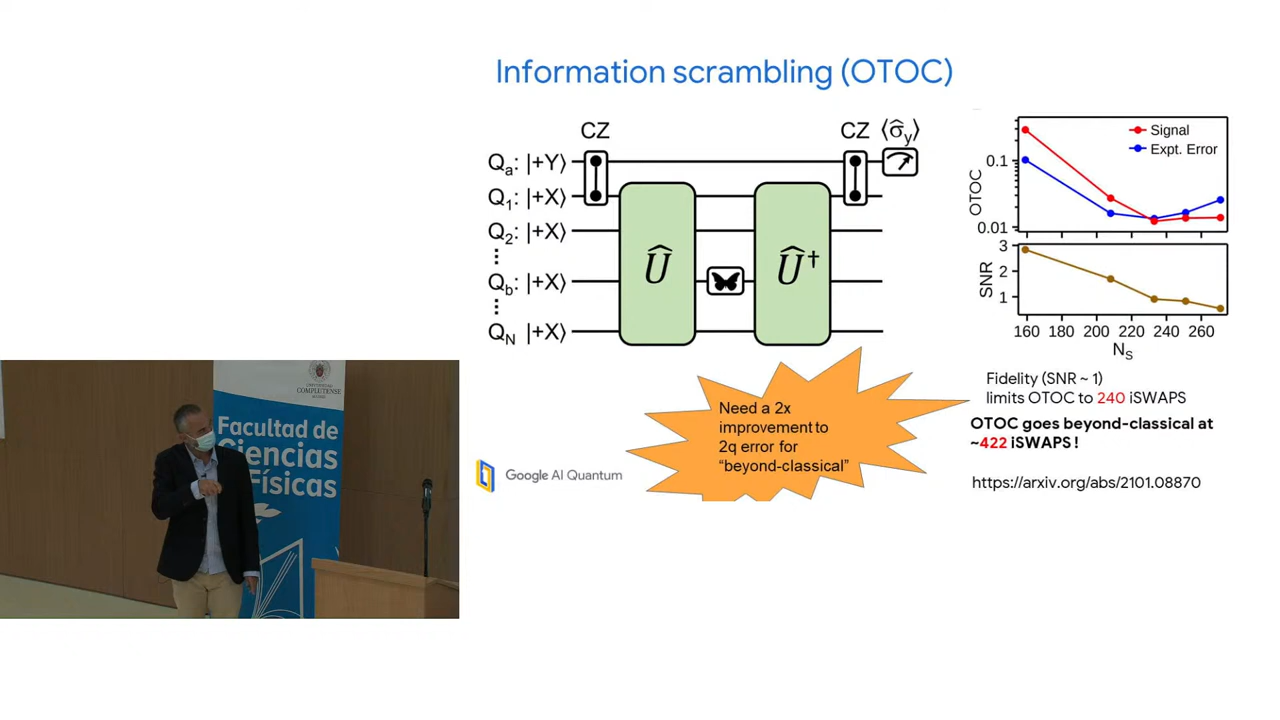 Information scrambling (OTOC)
CZ
CZ ⟨σ̂y⟩
Qa: |+Y⟩
Q1: |+X⟩
Q2: |+X⟩
⋮
Qb: |+X⟩
⋮
QN |+X⟩
Û
Û†
Signal
Expt. Error
OTOC
0.1
0.01
SNR
3
2
1
160 180 200 220 240 260
NS
Fidelity (SNR ~ 1)
limits OTOC to 240 iSWAPS
OTOC goes beyond-classical at
~422 iSWAPS !
https://arxiv.org/abs/2101.08870
Need a 2x
improvement to
2q error for
“beyond-classical”
Google AI Quantum
UNIVERSIDAD
COMPLUTENSE
Facultad de
Ciencias
Físicas